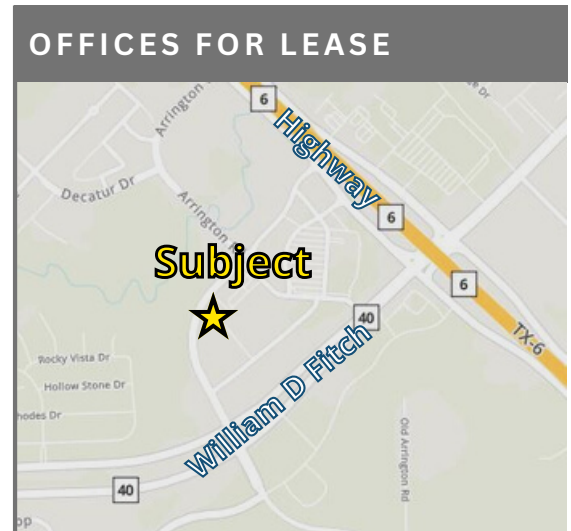 OFFICES FOR LEASE
6
Arrington
Highway
Decatur Dr
Arrington R
6
Subject
6
40
TX-6
William D Fitch
Rocky Vista Dr
Hollow Stone Dr
hodes Dr
Old Arrington Rd
40
op